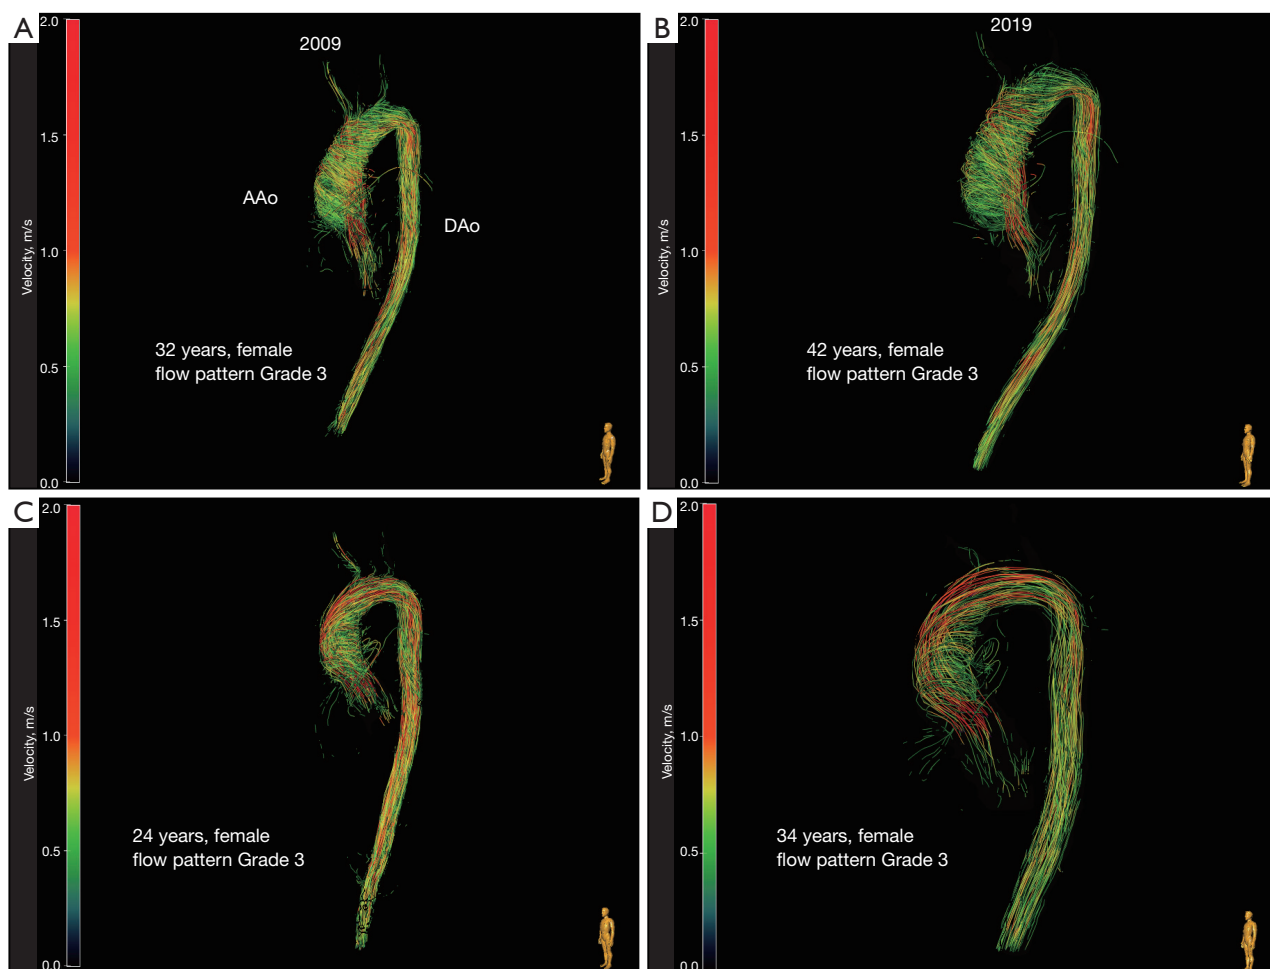 A
2009
2.0
1.5
1.0
0.5
0.0
Velocity, m/s
AAo
DAo
32 years, female
flow pattern Grade 3
B
2019
2.0
1.5
1.0
0.5
0.0
Velocity, m/s
42 years, female
flow pattern Grade 3
C
2.0
1.5
1.0
0.5
0.0
Velocity, m/s
24 years, female
flow pattern Grade 3
D
2.0
1.5
1.0
0.5
0.0
Velocity, m/s
34 years, female
flow pattern Grade 3